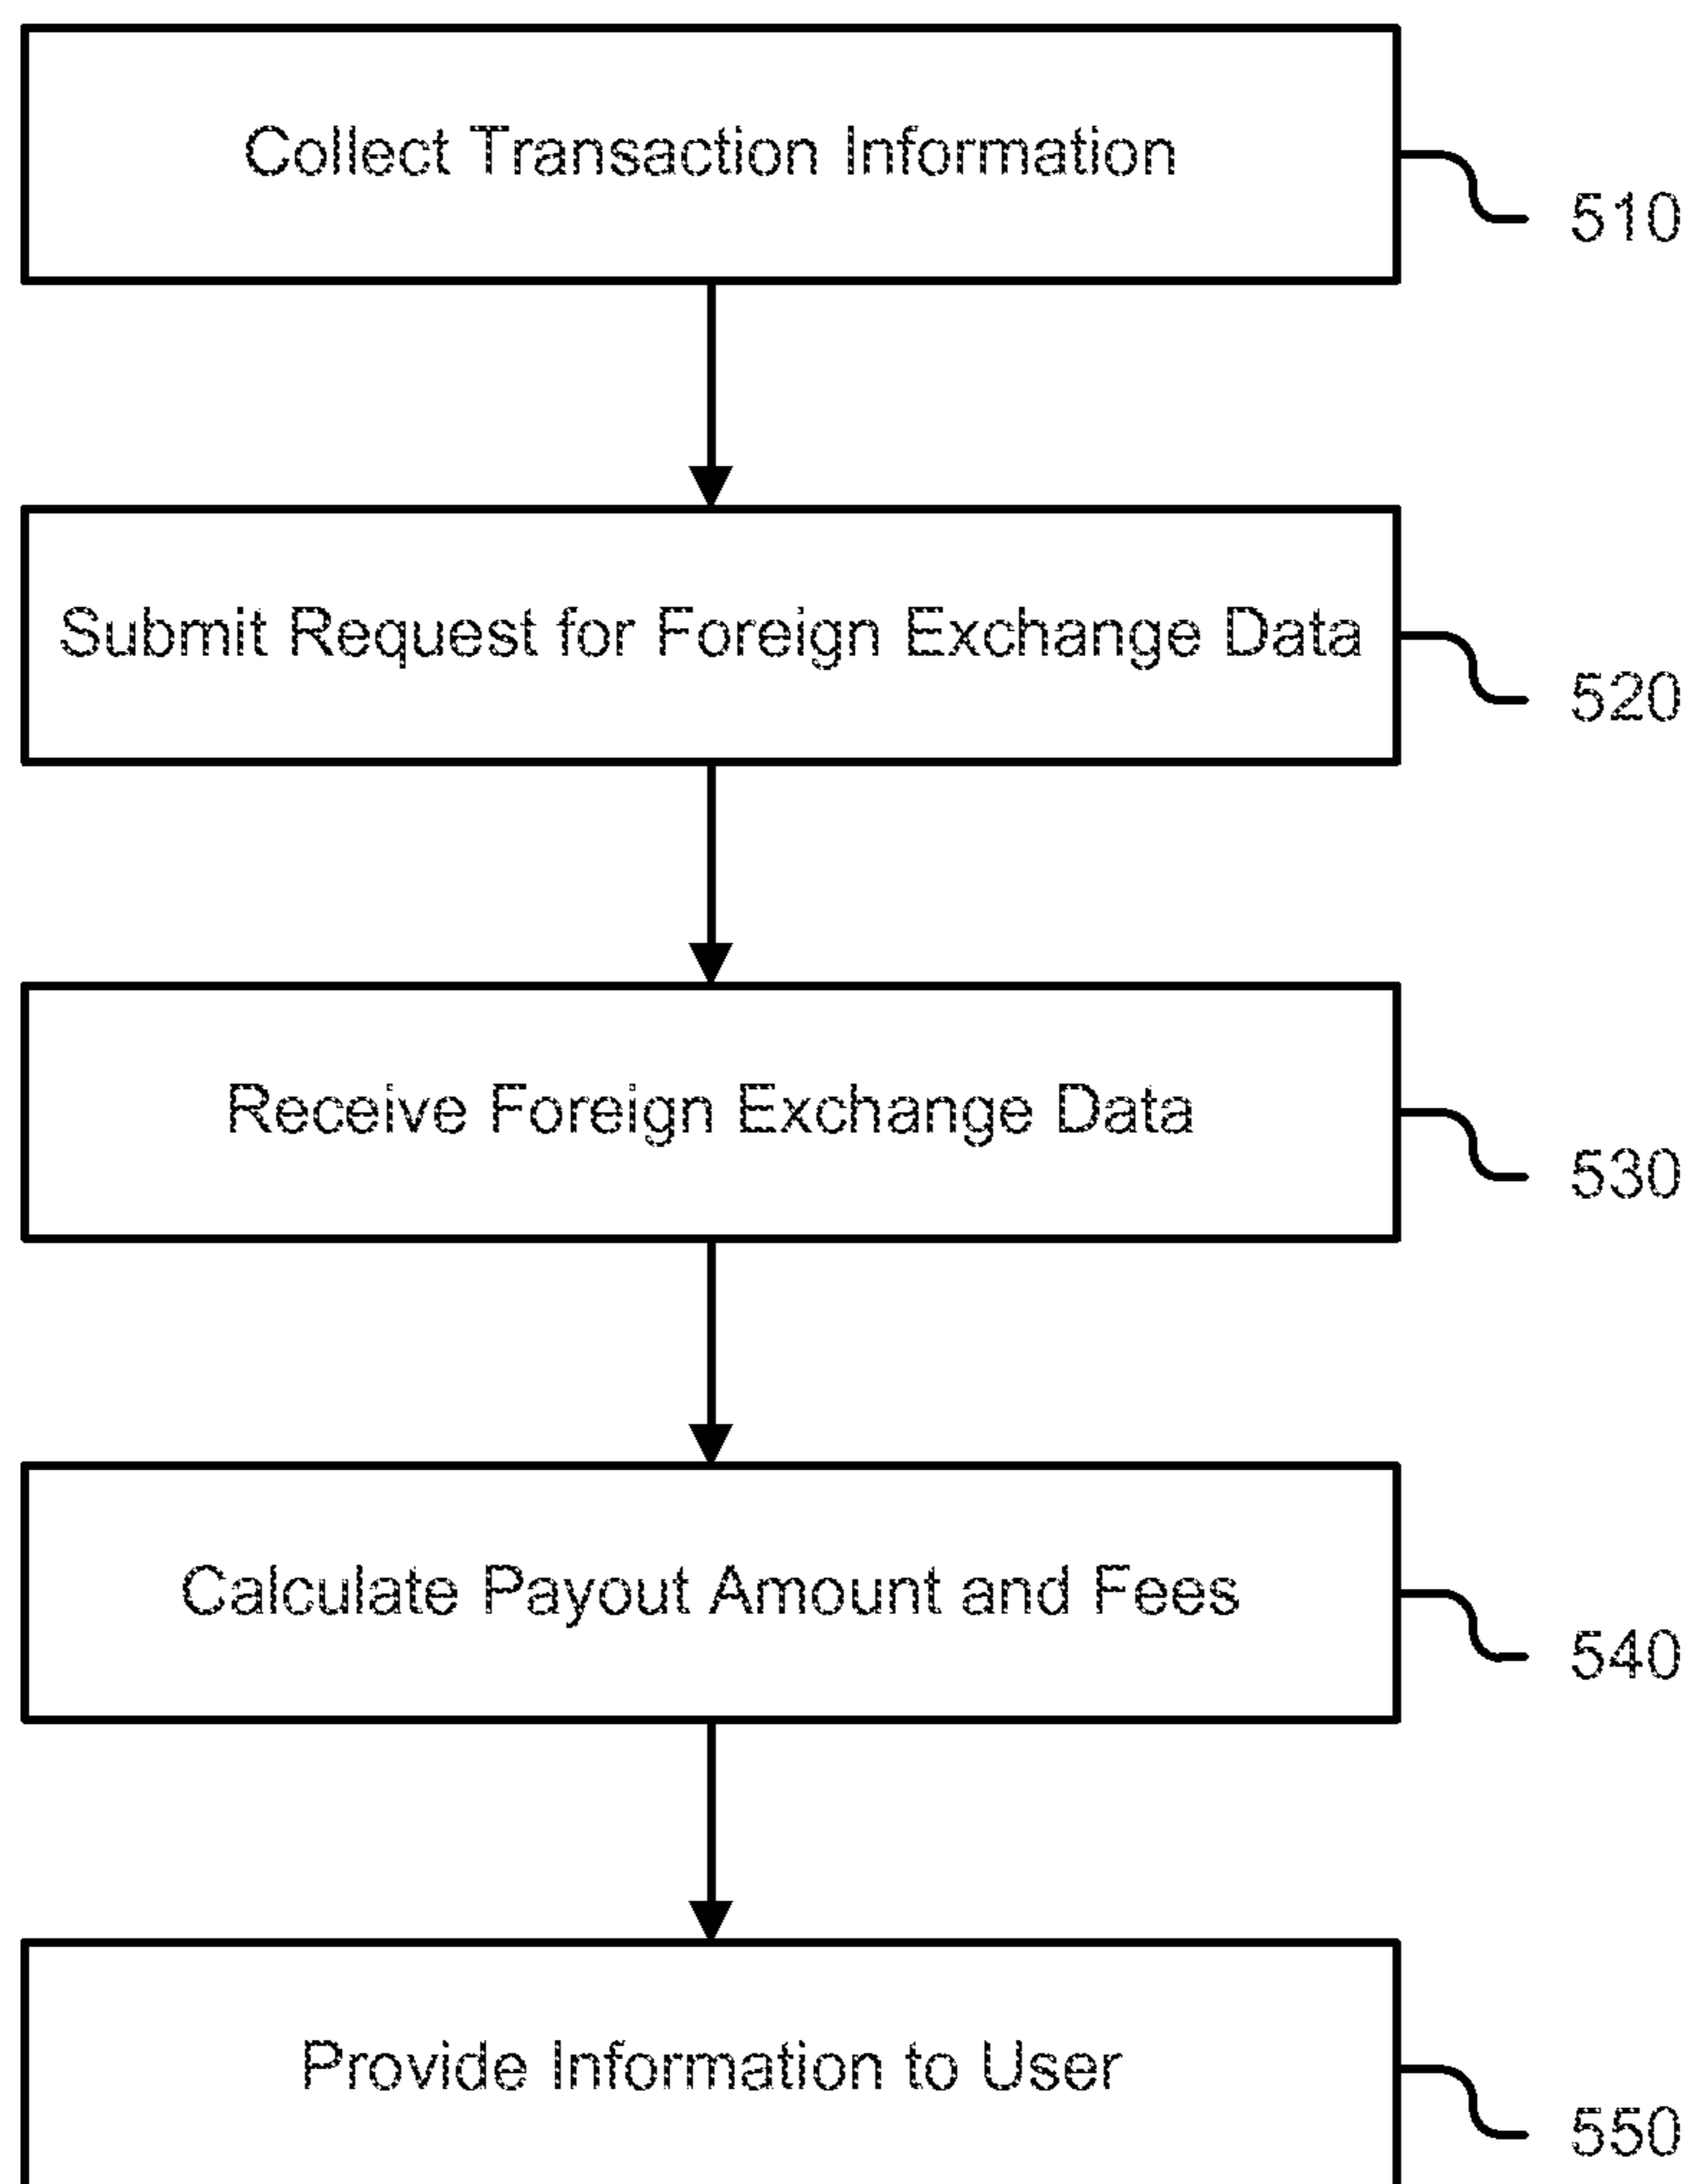 Collect Transaction Information
510
Submit Request for Foreign Exchange Data
520
Receive Foreign Exchange Data
530
Calculate Payout Amount and Fees
540
Provide Information to User
550